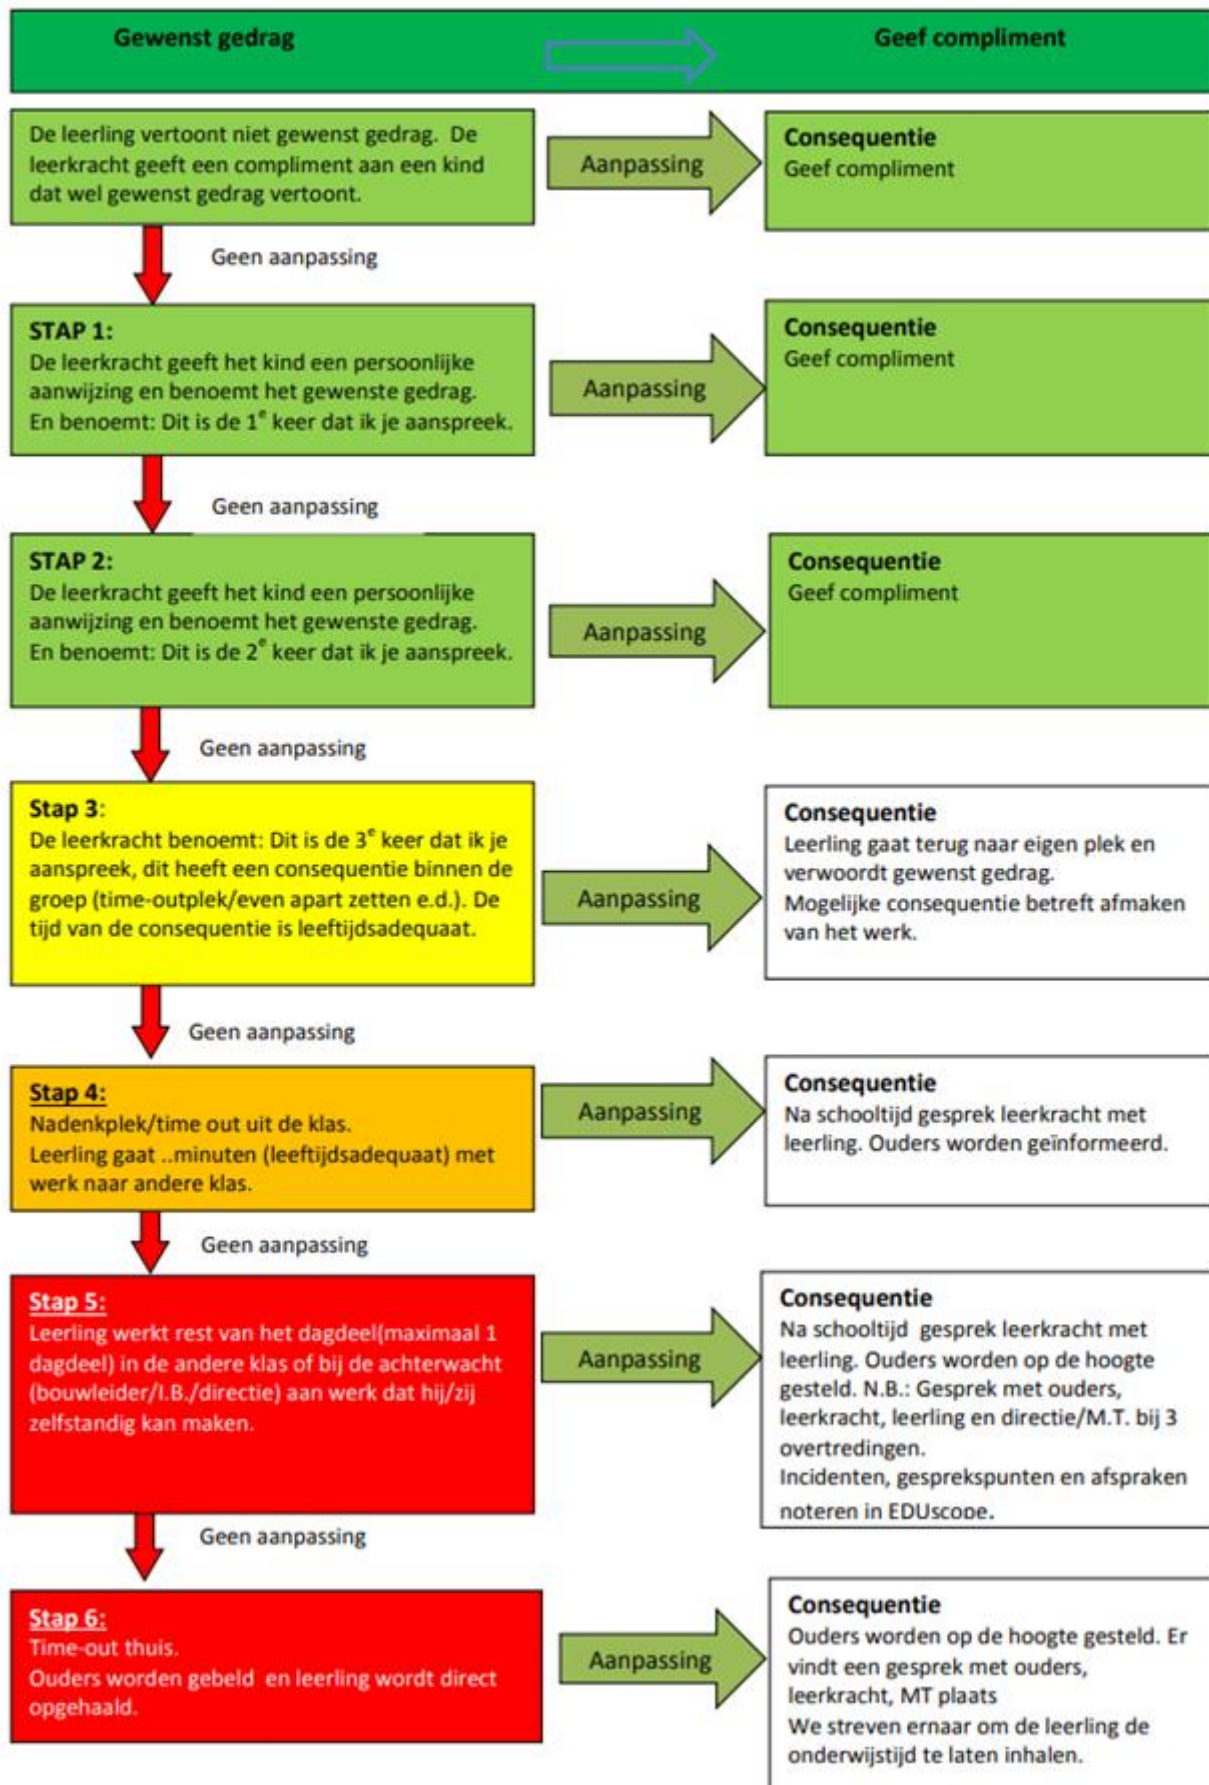 Gewenst gedrag
Geef compliment
De leerling vertoont niet gewenst gedrag.  De
leerkracht geeft een compliment aan een kind
dat wel gewenst gedrag vertoont.
Aanpassing
Consequentie
Geef compliment
Geen aanpassing
STAP 1:
De leerkracht geeft het kind een persoonlijke
aanwijzing en benoemt het gewenste gedrag.
En benoemt: Dit is de 1e keer dat ik je aanspreek.
Aanpassing
Consequentie
Geef compliment
Geen aanpassing
STAP 2:
De leerkracht geeft het kind een persoonlijke
aanwijzing en benoemt het gewenste gedrag.
En benoemt: Dit is de 2e keer dat ik je aanspreek.
Aanpassing
Consequentie
Geef compliment
Geen aanpassing
Stap 3:
De leerkracht benoemt: Dit is de 3e keer dat ik je
aanspreek, dit heeft een consequentie binnen de
groep (time-outplek/even apart zetten e.d.). De
tijd van de consequentie is leeftijdsadequaat.
Aanpassing
Consequentie
Leerling gaat terug naar eigen plek en
verwoordt gewenst gedrag.
Mogelijke consequentie betreft afmaken
van het werk.
Geen aanpassing
Stap 4:
Nadenkplek/time out uit de klas.
Leerling gaat ..minuten (leeftijdsadequaat) met
werk naar andere klas.
Aanpassing
Consequentie
Na schooltijd gesprek leerkracht met
leerling. Ouders worden geïnformeerd.
Geen aanpassing
Stap 5:
Leerling werkt rest van het dagdeel(maximaal 1
dagdeel) in de andere klas of bij de achterwacht
(bouwleider/I.B./directie) aan werk dat hij/zij
zelfstandig kan maken.
Aanpassing
Consequentie
Na schooltijd  gesprek leerkracht met
leerling. Ouders worden op de hoogte
gesteld. N.B.: Gesprek met ouders,
leerkracht, leerling en directie/M.T. bij 3
overtredingen.
Incidenten, gesprekspunten en afspraken
noteren in EDUscope.
Geen aanpassing
Stap 6:
Time-out thuis.
Ouders worden gebeld  en leerling wordt direct
opgehaald.
Aanpassing
Consequentie
Ouders worden op de hoogte gesteld. Er
vindt een gesprek met ouders,
leerkracht, MT plaats
We streven ernaar om de leerling de
onderwijstijd te laten inhalen.